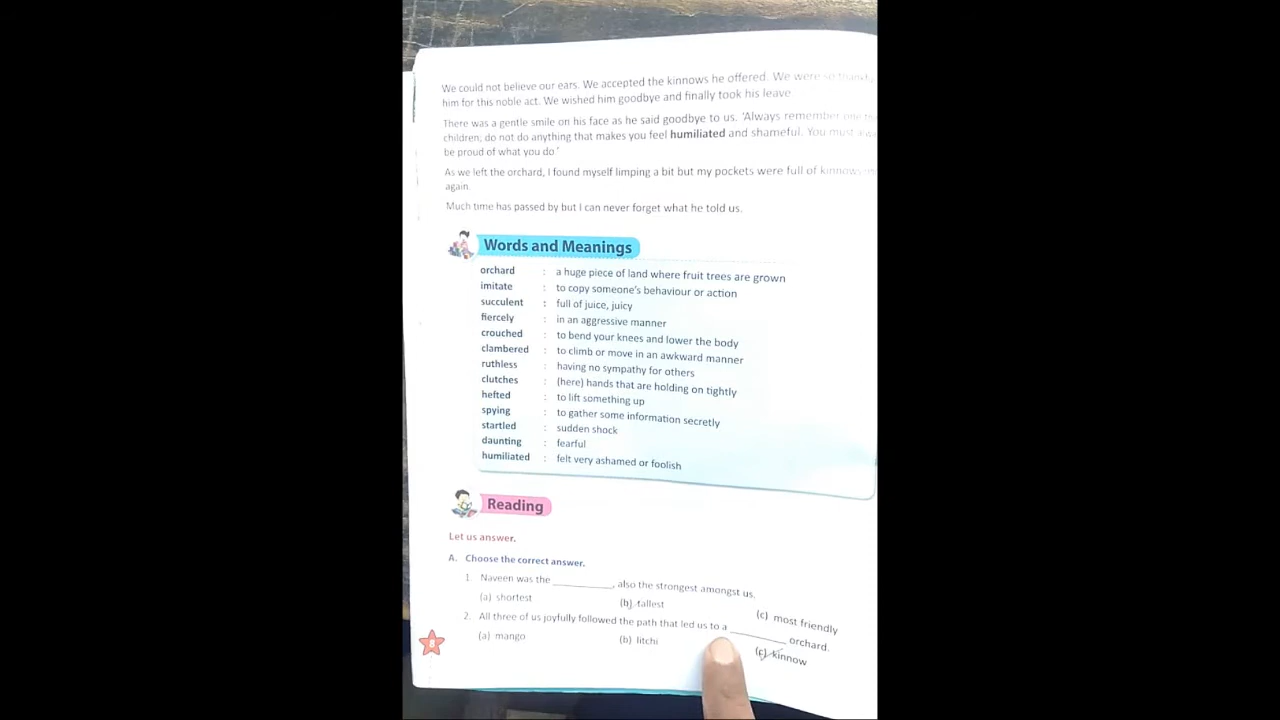 We could not believe our ears. We accepted the kinnows he offered. We were so
him for this noble act. We wished him goodbye and finally took his leave
There was a gentle smile on his face as he said goodbye to us. 'Always remember one
children; do not do anything that makes you feel humiliated and shameful. You must
be proud of what you do.'
As we left the orchard, I found myself limping a bit but my pockets were full of kinnows
again.
Much time has passed by but I can never forget what he told us.
Words and Meanings
orchard : a huge piece of land where fruit trees are grown
imitate : to copy someone's behaviour or action
succulent : full of juice, juicy
fiercely : in an aggressive manner
crouched : to bend your knees and lower the body
clambered : to climb or move in an awkward manner
ruthless : having no sympathy for others
clutches : (here) hands that are holding on tightly
hefted : to lift something up
spying : to gather some information secretly
startled : sudden shock
daunting : fearful
humiliated : felt very ashamed or foolish
Reading
Let us answer.
A. Choose the correct answer.
1. Naveen was the __________, also the strongest amongst us.
(a) shortest (b) tallest (c) most friendly
2. All three of us joyfully followed the path that led us to a __________ orchard.
(a) mango (b) litchi (c) kinnow
8